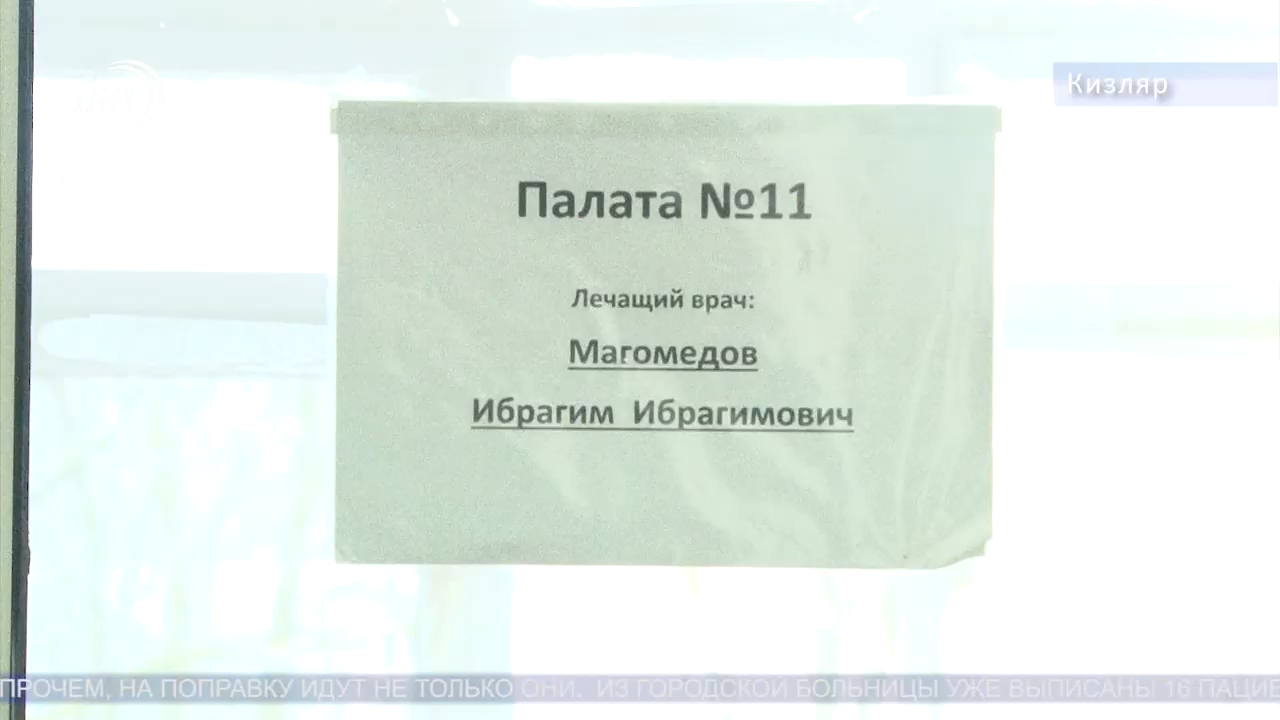 Кизляр
Палата №11
Лечащий врач:
Магомедов
Ибрагим Ибрагимович
ПРОЧЕМ, НА ПОПРАВКУ ИДУТ НЕ ТОЛЬКО ОНИ. ИЗ ГОРОДСКОЙ БОЛЬНИЦЫ УЖЕ ВЫПИСАНЫ 16 ПАЦИЕ